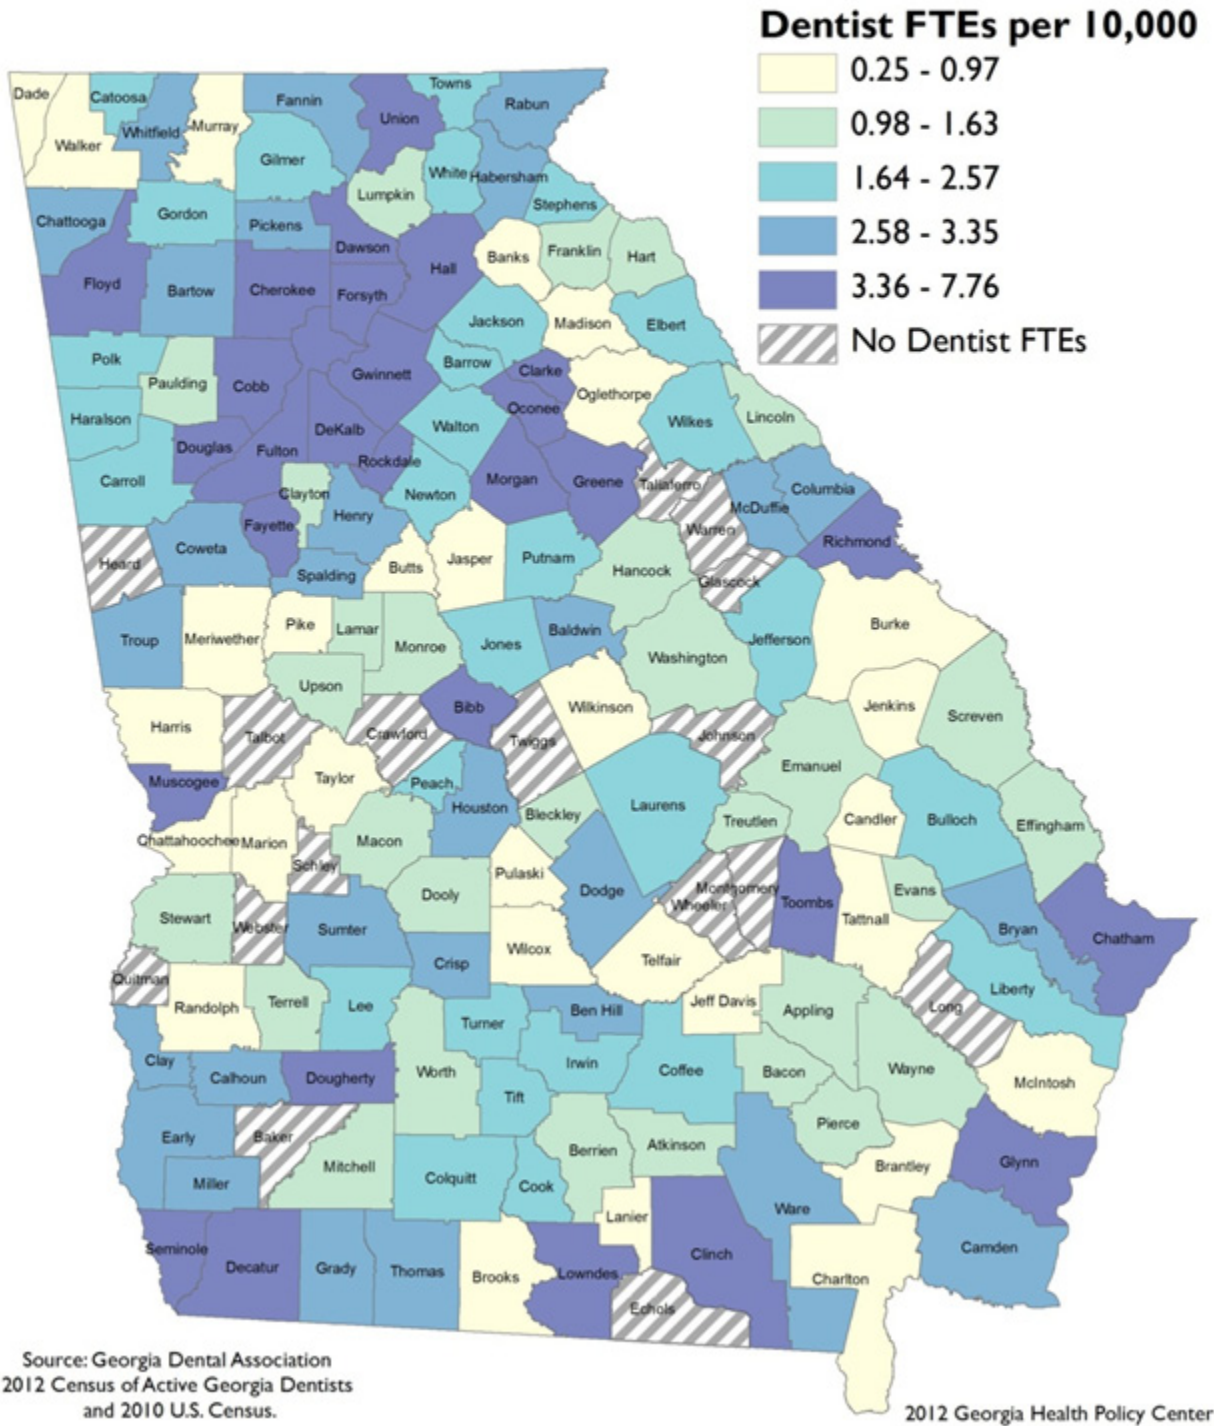 Dentist FTEs per 10,000
0.25 - 0.97
0.98 - 1.63
1.64 - 2.57
2.58 - 3.35
3.36 - 7.76
No Dentist FTEs
Dade
Catoosa
Walker
Whitfield
Murray
Fannin
Union
Towns
Rabun
Gilmer
White
Habersham
Lumpkin
Stephens
Chattooga
Gordon
Pickens
Dawson
Hall
Banks
Franklin
Hart
Floyd
Bartow
Cherokee
Forsyth
Jackson
Madison
Elbert
Polk
Paulding
Cobb
Gwinnett
Barrow
Clarke
Oconee
Oglethorpe
Wilkes
Lincoln
Haralson
Douglas
Fulton
DeKalb
Rockdale
Walton
Carroll
Clayton
Newton
Morgan
Greene
Taliaferro
McDuffie
Columbia
Heard
Coweta
Fayette
Henry
Spalding
Butts
Jasper
Putnam
Hancock
Warren
Glascock
Richmond
Troup
Meriwether
Pike
Lamar
Monroe
Jones
Baldwin
Washington
Jefferson
Burke
Harris
Talbot
Upson
Crawford
Bibb
Twiggs
Wilkinson
Johnson
Emanuel
Jenkins
Screven
Muscogee
Taylor
Peach
Houston
Bleckley
Laurens
Treutlen
Candler
Bulloch
Effingham
Chattahoochee
Marion
Schley
Macon
Dooly
Pulaski
Dodge
Wheeler
Montgomery
Toombs
Tattnall
Evans
Bryan
Chatham
Stewart
Webster
Sumter
Crisp
Wilcox
Telfair
Jeff Davis
Appling
Long
Liberty
Quitman
Randolph
Terrell
Lee
Turner
Ben Hill
Irwin
Coffee
Bacon
Wayne
McIntosh
Clay
Calhoun
Dougherty
Worth
Tift
Pierce
Early
Baker
Mitchell
Miller
Colquitt
Cook
Berrien
Atkinson
Ware
Brantley
Glynn
Seminole
Decatur
Grady
Thomas
Brooks
Lowndes
Lanier
Echols
Clinch
Charlton
Camden
Source: Georgia Dental Association
2012 Census of Active Georgia Dentists
and 2010 U.S. Census.
2012 Georgia Health Policy Center